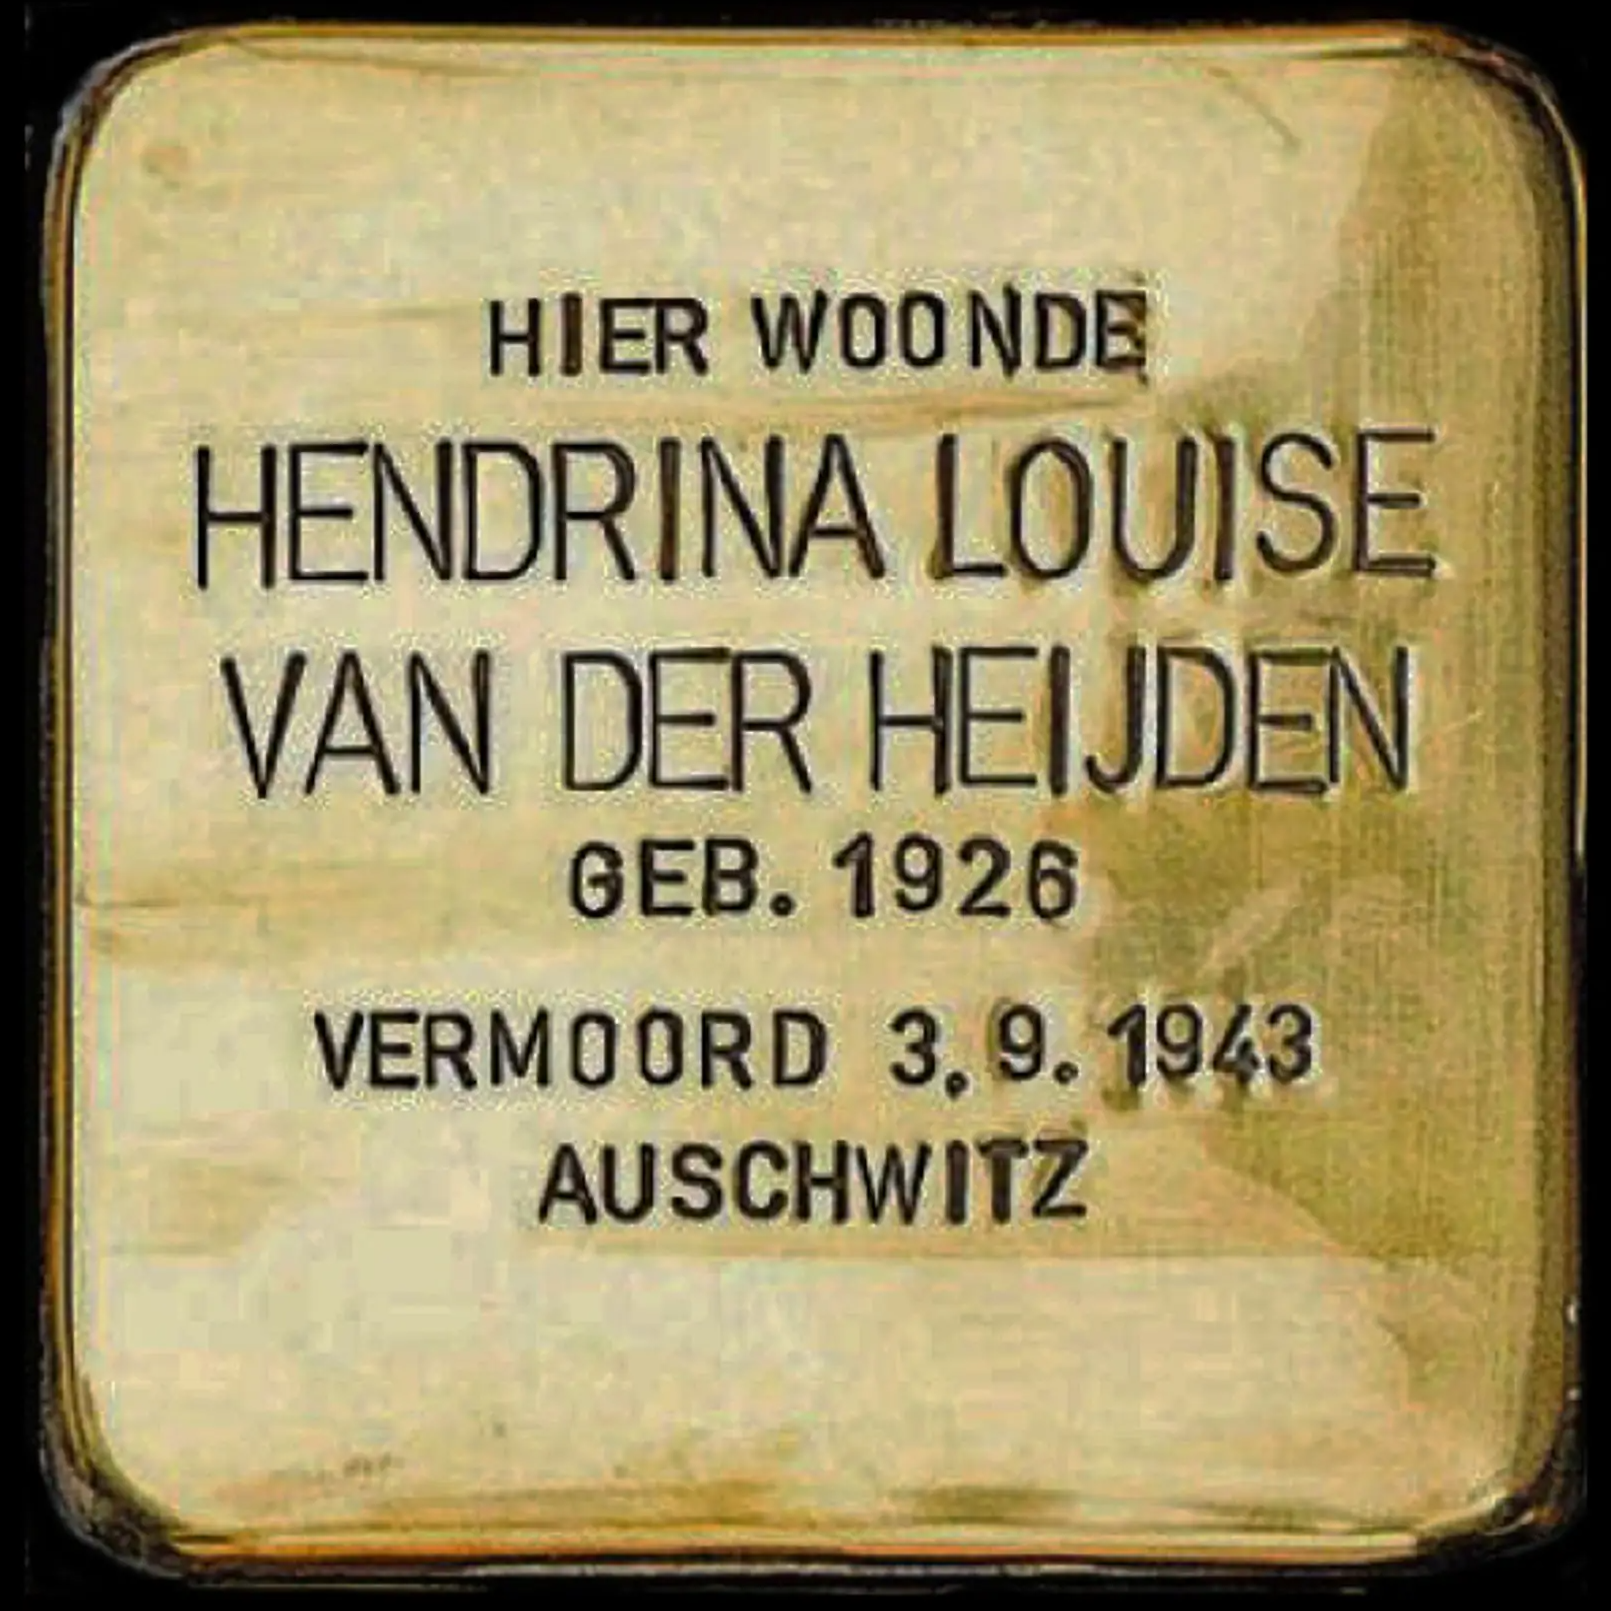 HIER WOONDE
HENDRINA LOUISE
VAN DER HEIJDEN
GEB. 1926
VERMOORD 3.9.1943
AUSCHWITZ